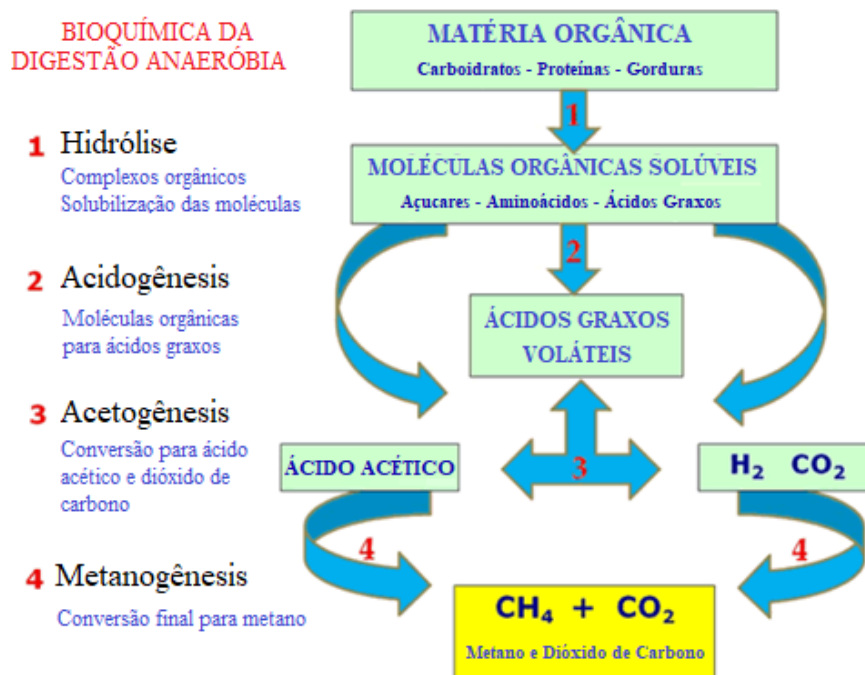 BIOQUÍMICA DA
DIGESTÃO ANAERÓBIA
MATÉRIA ORGÂNICA
Carboidratos - Proteínas - Gorduras
1
1 Hidrólise
Complexos orgânicos
Solubilização das moléculas
MOLÉCULAS ORGÂNICAS SOLÚVEIS
Açucares - Aminoácidos - Ácidos Graxos
2
2 Acidogênesis
Moléculas orgânicas
para ácidos graxos
ÁCIDOS GRAXOS
VOLÁTEIS
3 Acetogênesis
Conversão para ácido
acético e dióxido de
carbono
ÁCIDO ACÉTICO
3
H₂ CO₂
4
4
4 Metanogênesis
Conversão final para metano
CH₄ + CO₂
Metano e Dióxido de Carbono